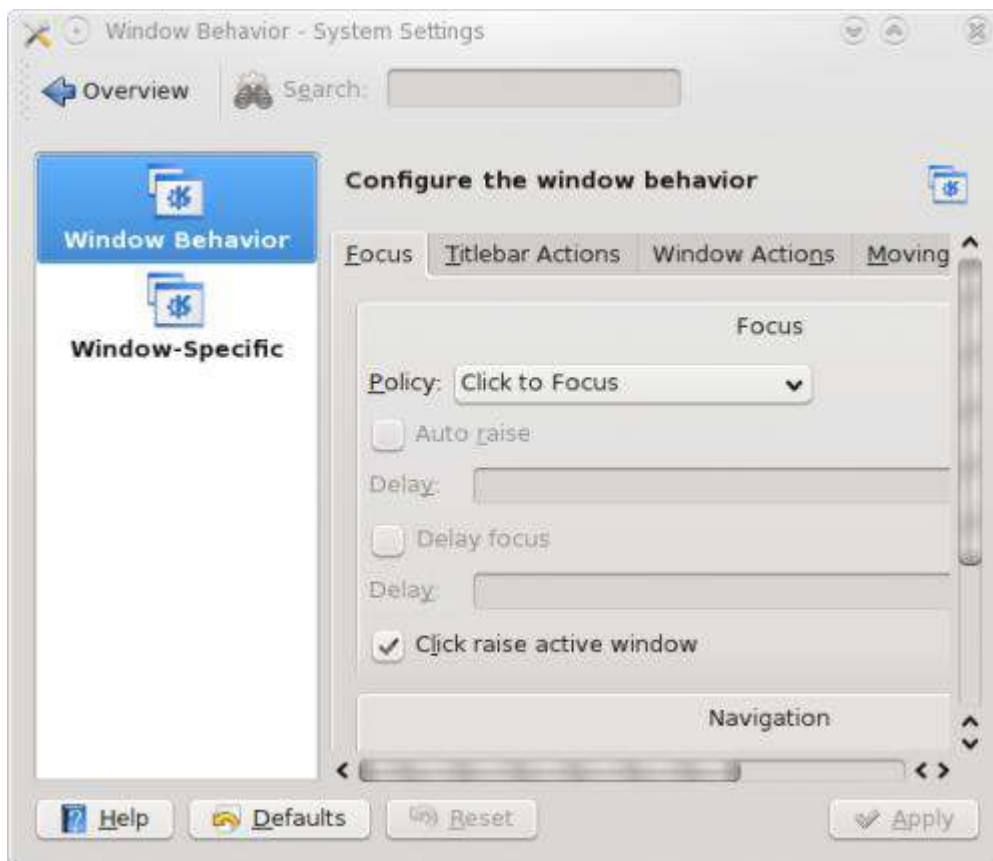 Window Behavior - System Settings
Overview Search:
Configure the window behavior
Window Behavior
Window-Specific
Focus Titlebar Actions Window Actions Moving
Focus
Policy: Click to Focus
Auto raise
Delay:
Delay focus
Delay:
Click raise active window
Navigation
Help Defaults Reset Apply